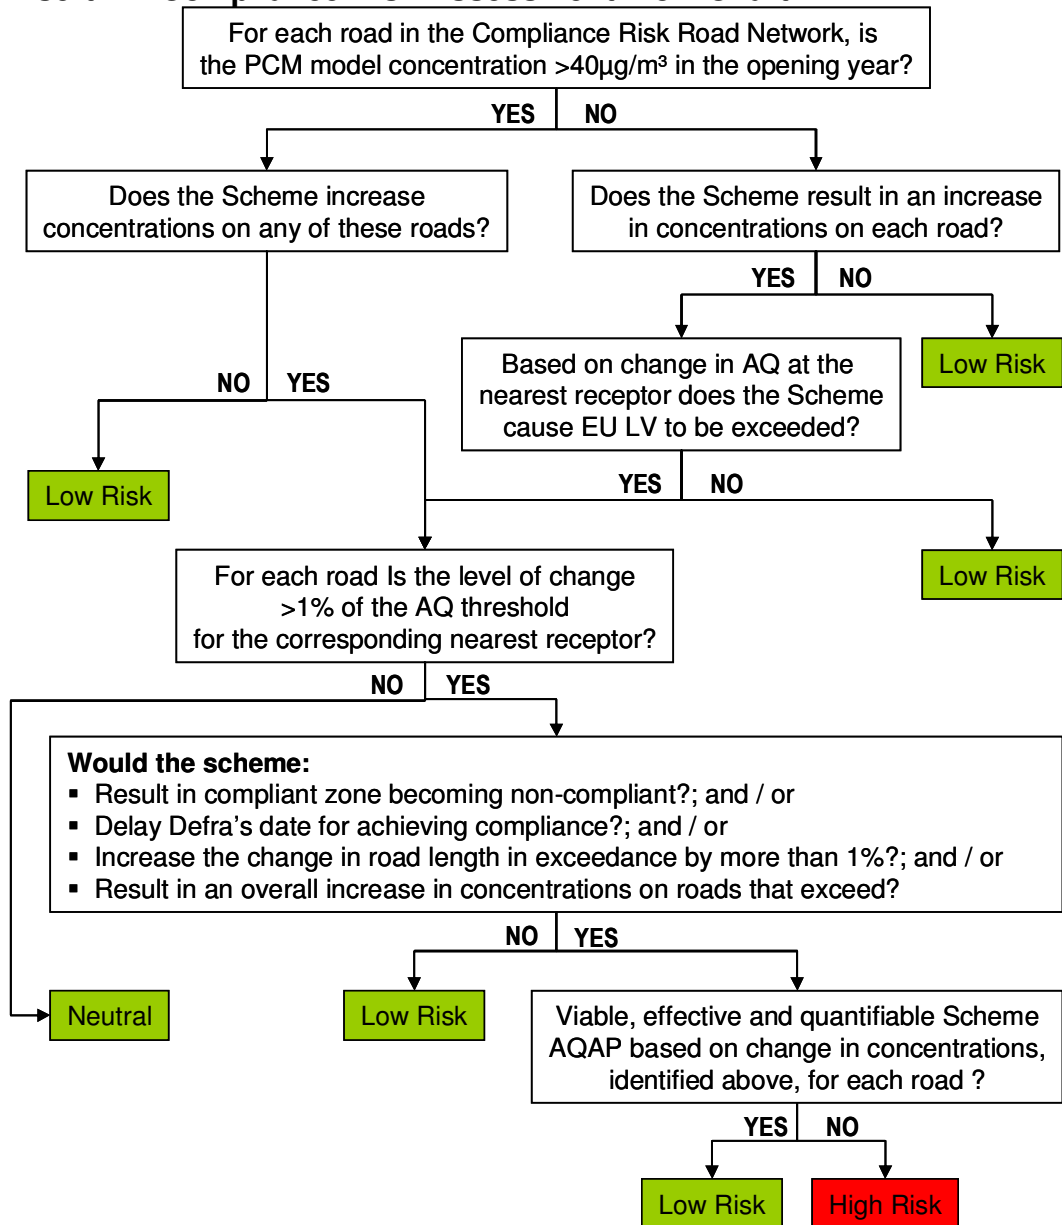 For each road in the Compliance Risk Road Network, is
the PCM model concentration >40µg/m³ in the opening year?
YES NO
Does the Scheme increase
concentrations on any of these roads?
Does the Scheme result in an increase
in concentrations on each road?
YES NO
Based on change in AQ at the
nearest receptor does the Scheme
cause EU LV to be exceeded?
Low Risk
NO YES
Low Risk
YES NO
For each road Is the level of change
>1% of the AQ threshold
for the corresponding nearest receptor?
Low Risk
NO YES
Would the scheme:
▪ Result in compliant zone becoming non-compliant?; and / or
▪ Delay Defra's date for achieving compliance?; and / or
▪ Increase the change in road length in exceedance by more than 1%?; and / or
▪ Result in an overall increase in concentrations on roads that exceed?
NO YES
Neutral
Low Risk
Viable, effective and quantifiable Scheme
AQAP based on change in concentrations,
identified above, for each road ?
YES NO
Low Risk
High Risk